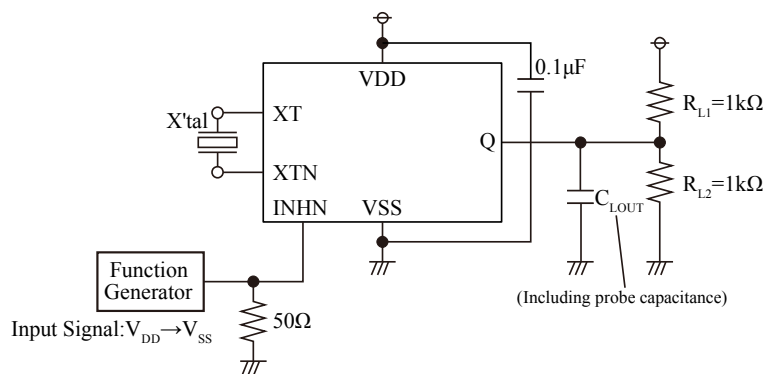 VDD
0.1μF
X'tal
XT
Q
R_L1=1kΩ
XTN
R_L2=1kΩ
INHN
VSS
C_LOUT
Function
Generator
50Ω
(Including probe capacitance)
Input Signal:V_DD→V_SS